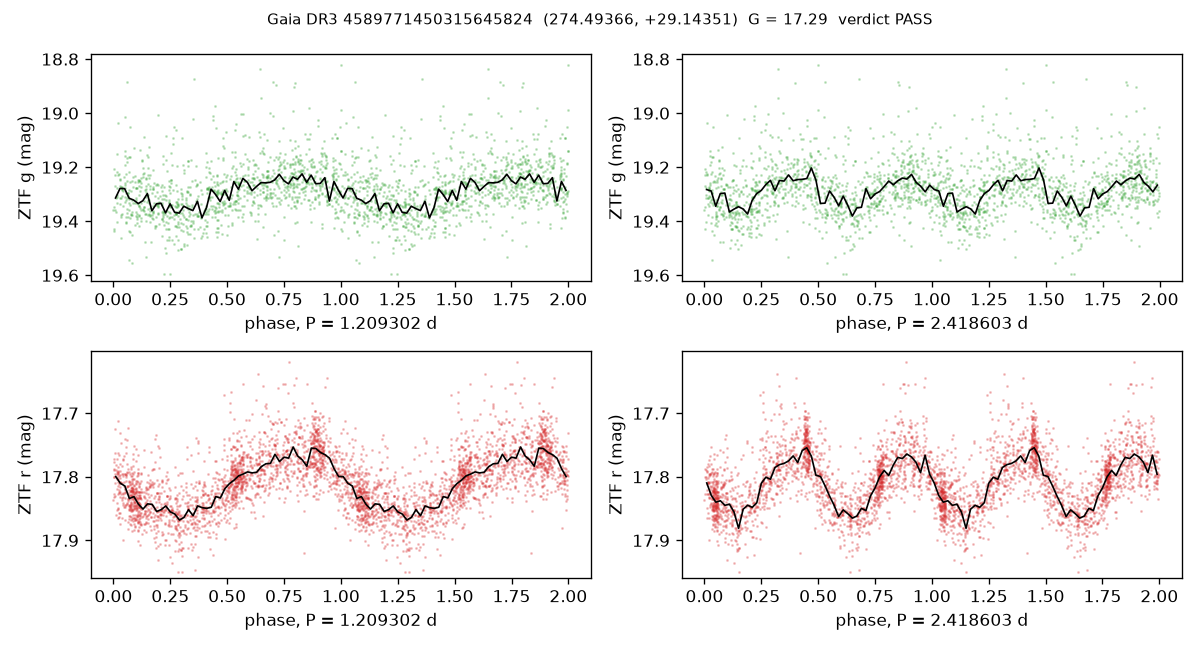 Gaia DR3 4589771450315645824  (274.49366, +29.14351)  G = 17.29  verdict PASS
18.8
19.0
19.2
19.4
19.6
ZTF g (mag)
0.00 0.25 0.50 0.75 1.00 1.25 1.50 1.75 2.00
phase, P = 1.209302 d
18.8
19.0
19.2
19.4
19.6
ZTF g (mag)
0.00 0.25 0.50 0.75 1.00 1.25 1.50 1.75 2.00
phase, P = 2.418603 d
17.7
17.8
17.9
ZTF r (mag)
0.00 0.25 0.50 0.75 1.00 1.25 1.50 1.75 2.00
phase, P = 1.209302 d
17.7
17.8
17.9
ZTF r (mag)
0.00 0.25 0.50 0.75 1.00 1.25 1.50 1.75 2.00
phase, P = 2.418603 d